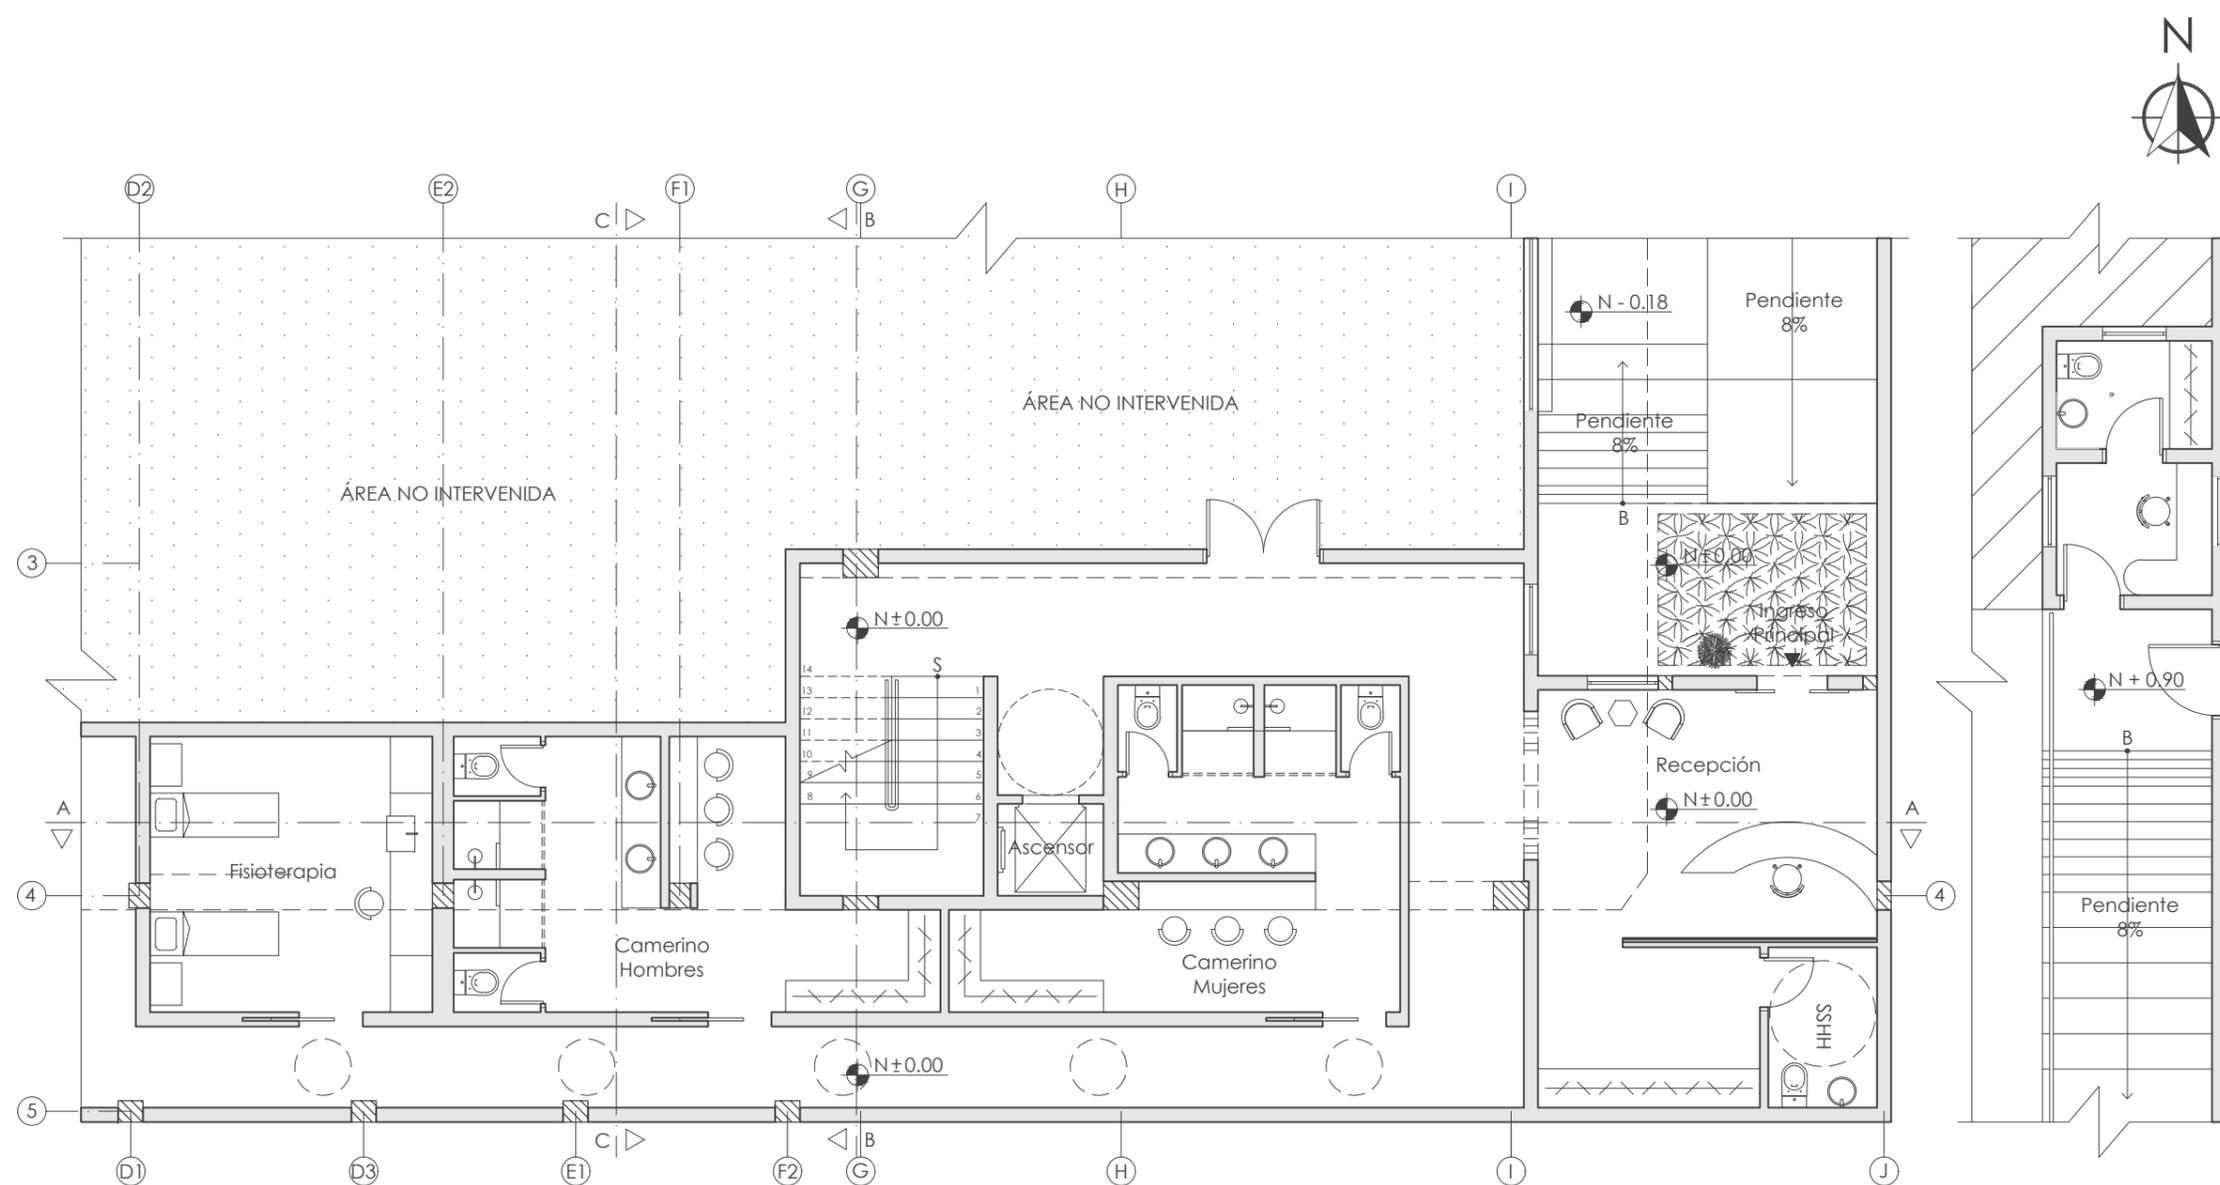 N
D2
E2
F1
G
H
I
C
B
N - 0.18
Pendiente
8%
ÁREA NO INTERVENIDA
Pendiente
8%
ÁREA NO INTERVENIDA
B
3
N±0.00
Ingreso
Principal
N±0.00
S
14
13
12
11
10
9
8
1
2
3
4
5
6
7
N + 0.90
B
Recepción
N±0.00
A
A
Ascensor
Fisioterapia
4
4
Pendiente
8%
Camerino
Hombres
Camerino
Mujeres
SSHH
N±0.00
5
C
B
D1
D3
E1
F2
G
H
I
J